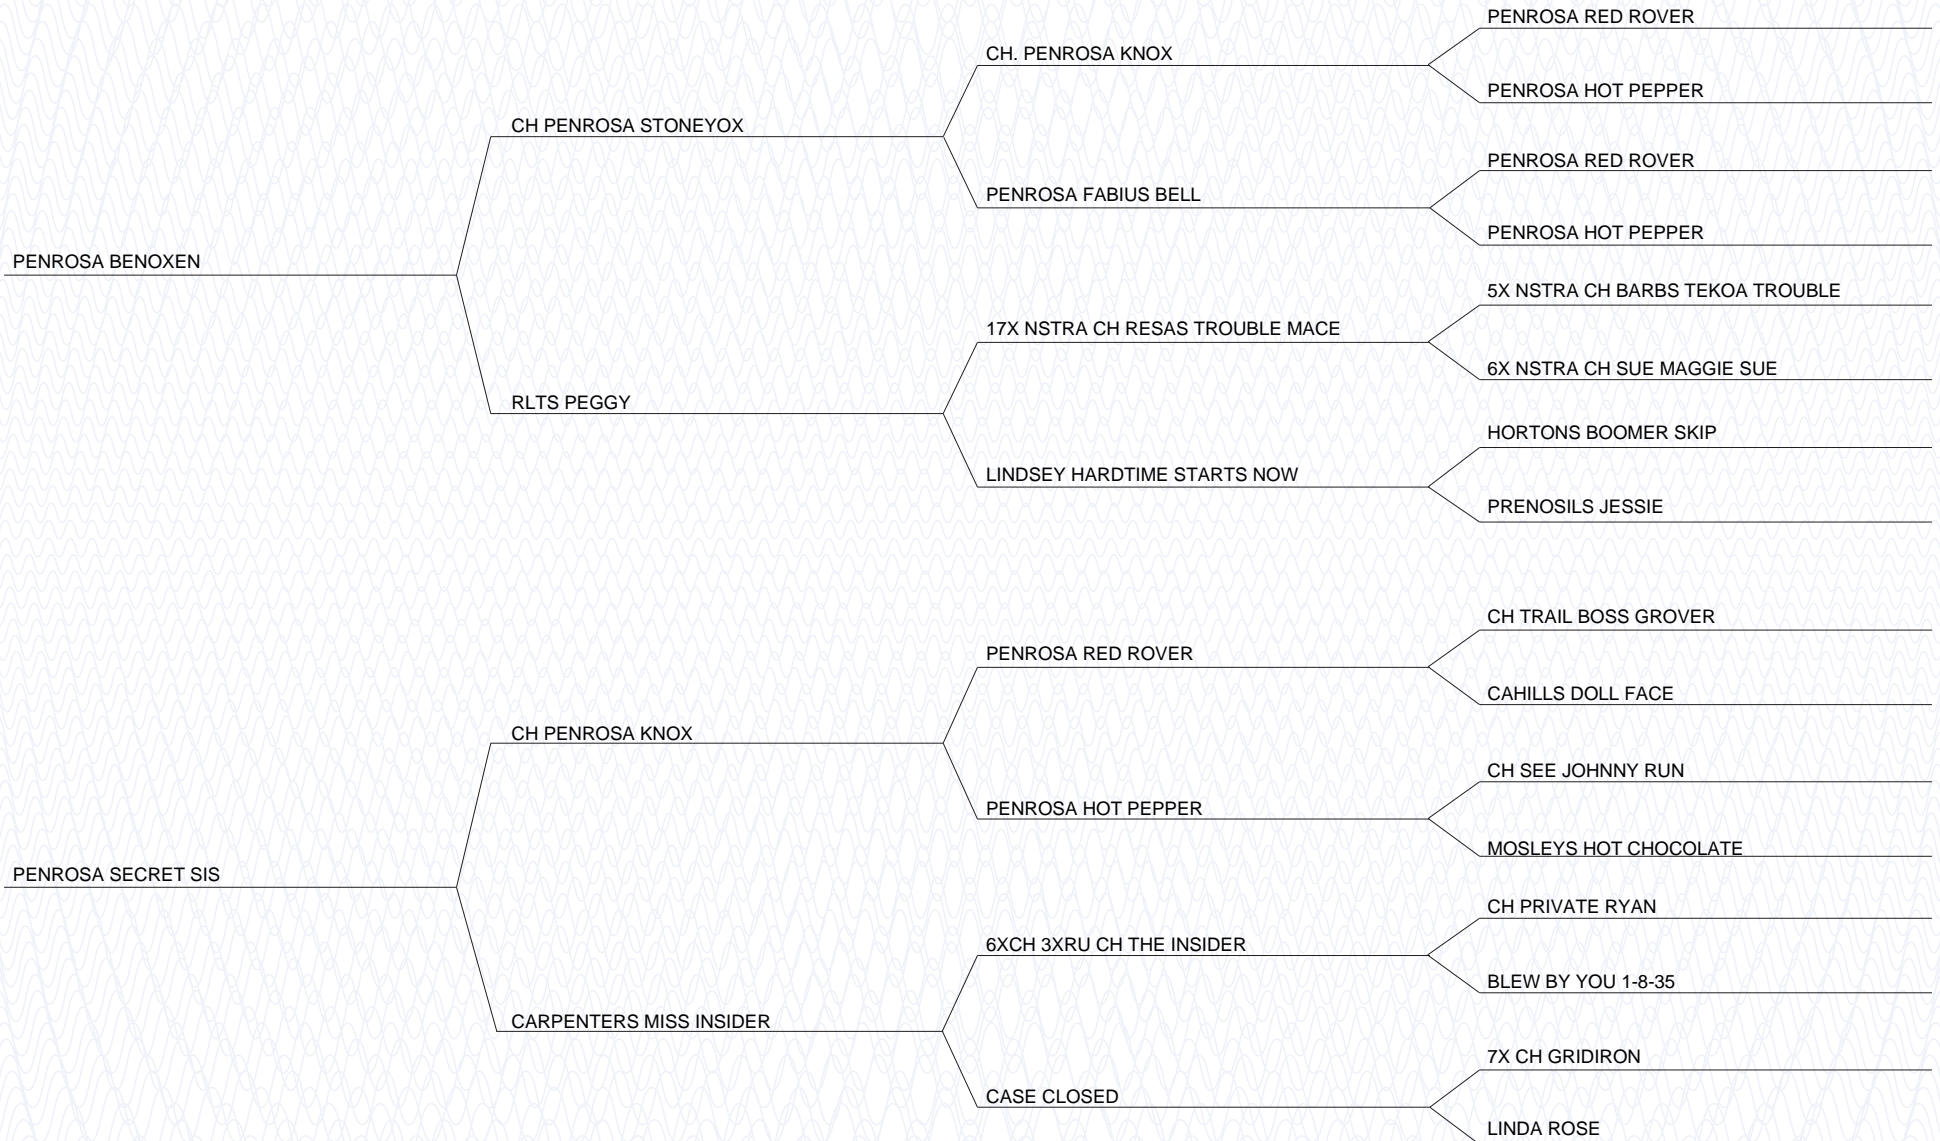 PENROSA RED ROVER
CH. PENROSA KNOX
PENROSA HOT PEPPER
CH PENROSA STONEYOX
PENROSA RED ROVER
PENROSA FABIUS BELL
PENROSA HOT PEPPER
PENROSA BENOXEN
5X NSTRA CH BARBS TEKOA TROUBLE
17X NSTRA CH RESAS TROUBLE MACE
6X NSTRA CH SUE MAGGIE SUE
RLTS PEGGY
HORTONS BOOMER SKIP
LINDSEY HARDTIME STARTS NOW
PRENOSILS JESSIE
CH TRAIL BOSS GROVER
PENROSA RED ROVER
CAHILLS DOLL FACE
CH PENROSA KNOX
CH SEE JOHNNY RUN
PENROSA HOT PEPPER
MOSLEYS HOT CHOCOLATE
PENROSA SECRET SIS
CH PRIVATE RYAN
6XCH 3XRU CH THE INSIDER
BLEW BY YOU 1-8-35
CARPENTERS MISS INSIDER
7X CH GRIDIRON
CASE CLOSED
LINDA ROSE